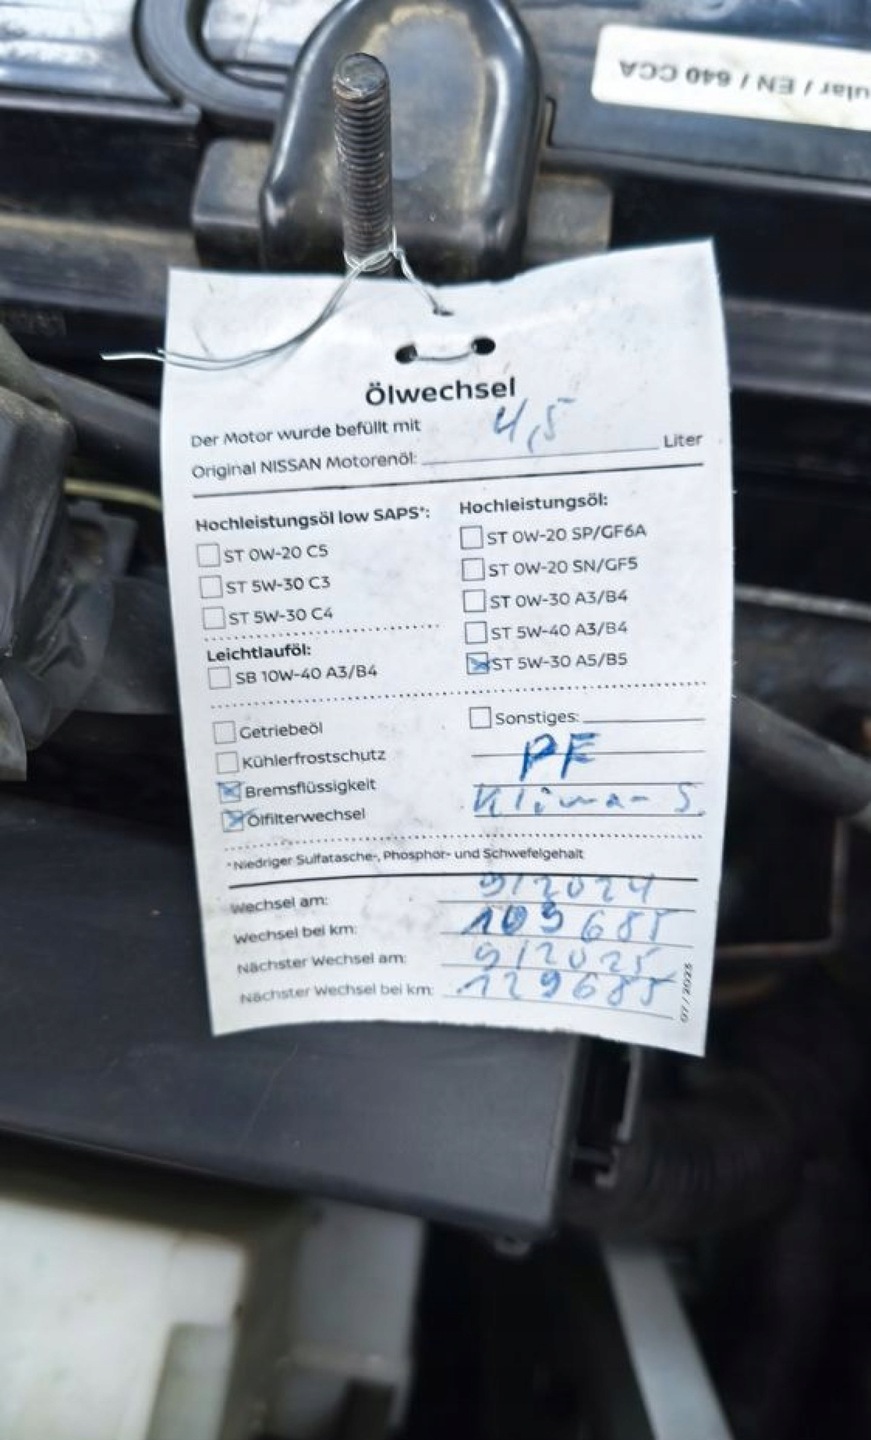 ular / EN / 640 CCA
Ölwechsel
Der Motor wurde befüllt mit
Original NISSAN Motorenöl: 4,5 Liter
Hochleistungsöl low SAPS*:
ST 0W-20 C5
ST 5W-30 C3
ST 5W-30 C4
Leichtlauföl:
SB 10W-40 A3/B4
Hochleistungsöl:
ST 0W-20 SP/GF6A
ST 0W-20 SN/GF5
ST 0W-30 A3/B4
ST 5W-40 A3/B4
ST 5W-30 A5/B5
Getriebeöl
Kühlerfrostschutz
Bremsflüssigkeit
Ölfilterwechsel
Sonstiges:
PF
Klima-S.
*Niedriger Sulfatasche-, Phosphor- und Schwefelgehalt
Wechsel am: 9/2024
Wechsel bei km: 109685
Nächster Wechsel am: 9/2025
Nächster Wechsel bei km: 129685
07/2023